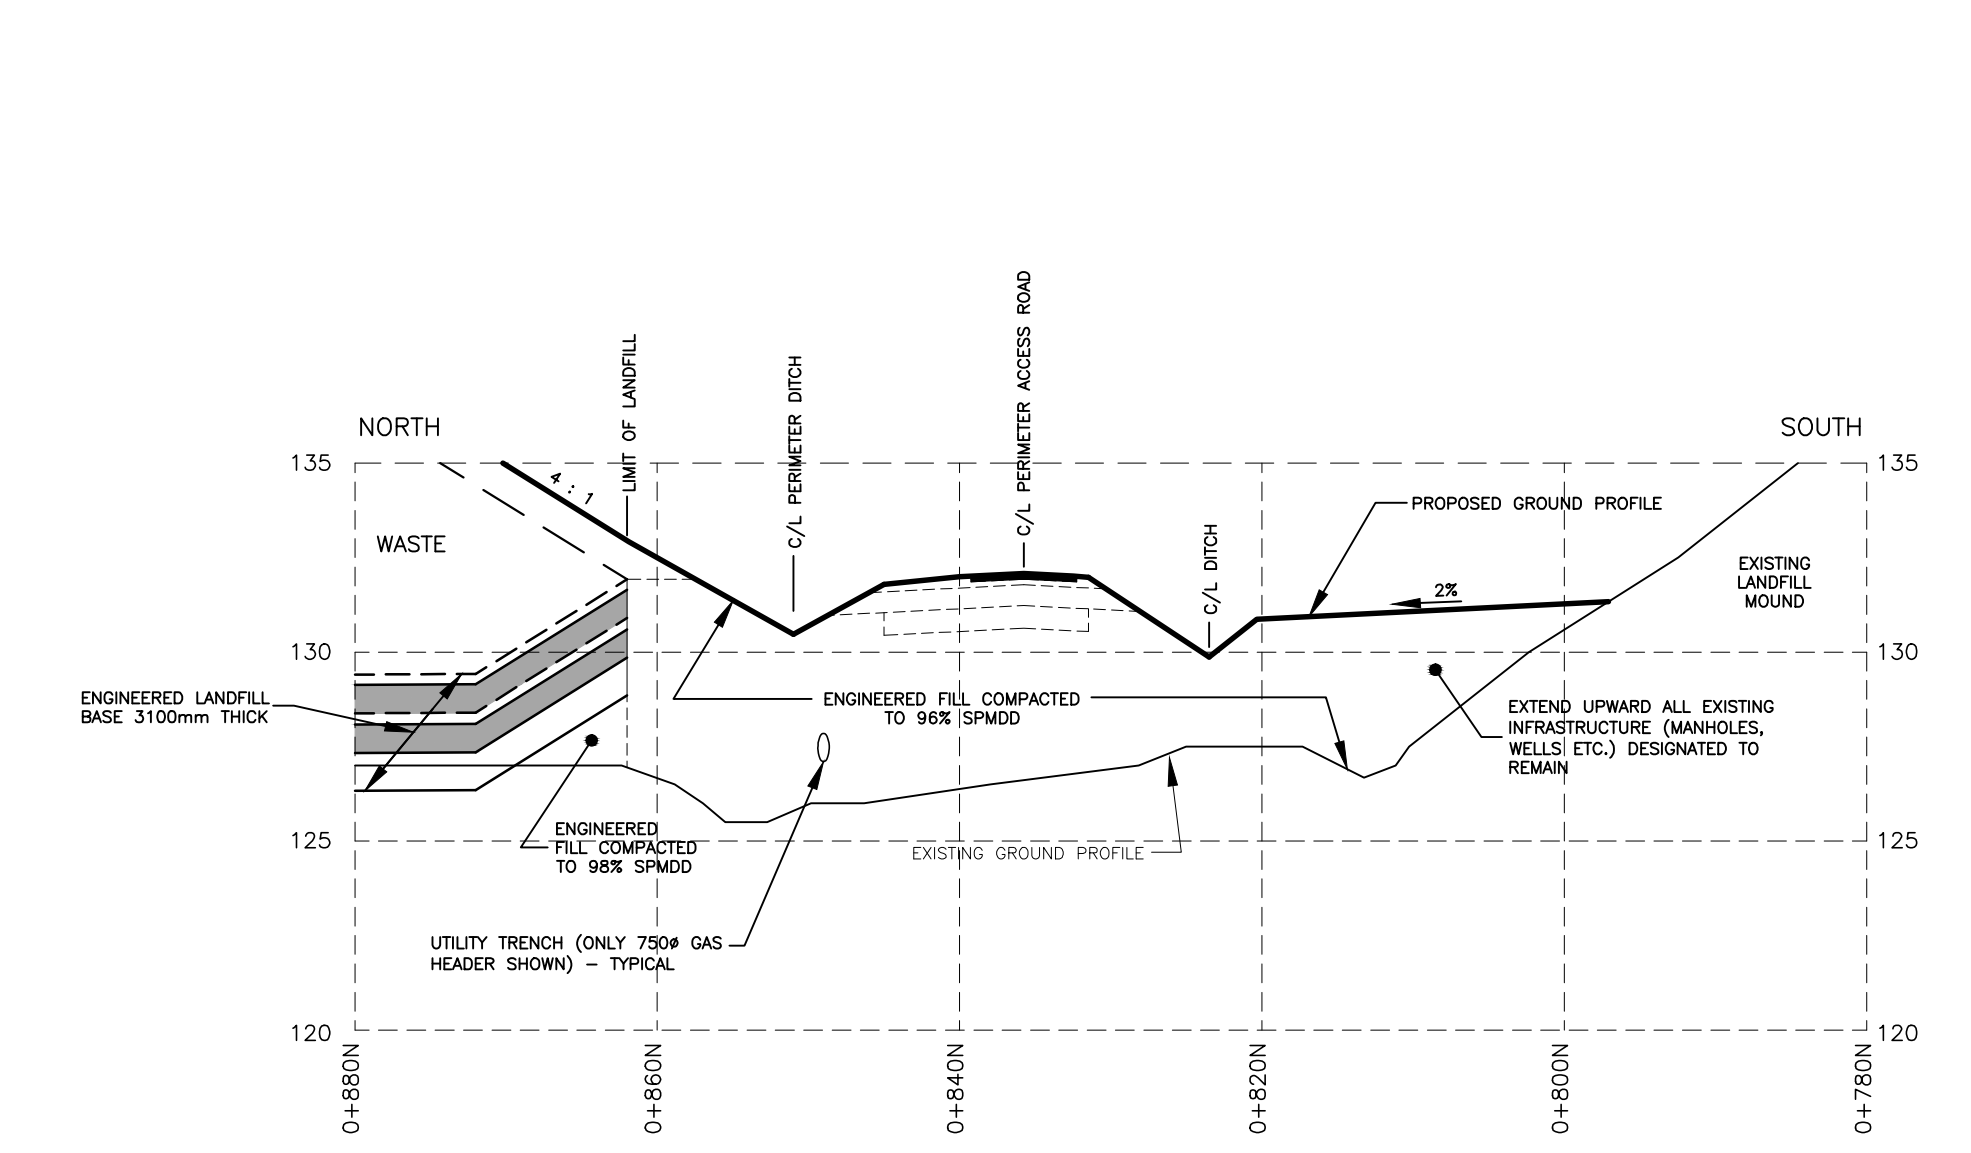 C/L PERIMETER ACCESS ROAD
LIMIT OF LANDFILL
C/L PERIMETER DITCH
NORTH
SOUTH
135
135
4 : 1
PROPOSED GROUND PROFILE
C/L DITCH
WASTE
EXISTING
LANDFILL
MOUND
2%
130
130
ENGINEERED LANDFILL
BASE 3100mm THICK
ENGINEERED FILL COMPACTED
TO 96% SPMDD
EXTEND UPWARD ALL EXISTING
INFRASTRUCTURE (MANHOLES,
WELLS ETC.) DESIGNATED TO
REMAIN
125
125
ENGINEERED
FILL COMPACTED
TO 98% SPMDD
EXISTING GROUND PROFILE
UTILITY TRENCH (ONLY 750ø GAS
HEADER SHOWN) – TYPICAL
120
120
0+880N
0+860N
0+840N
0+820N
0+800N
0+780N